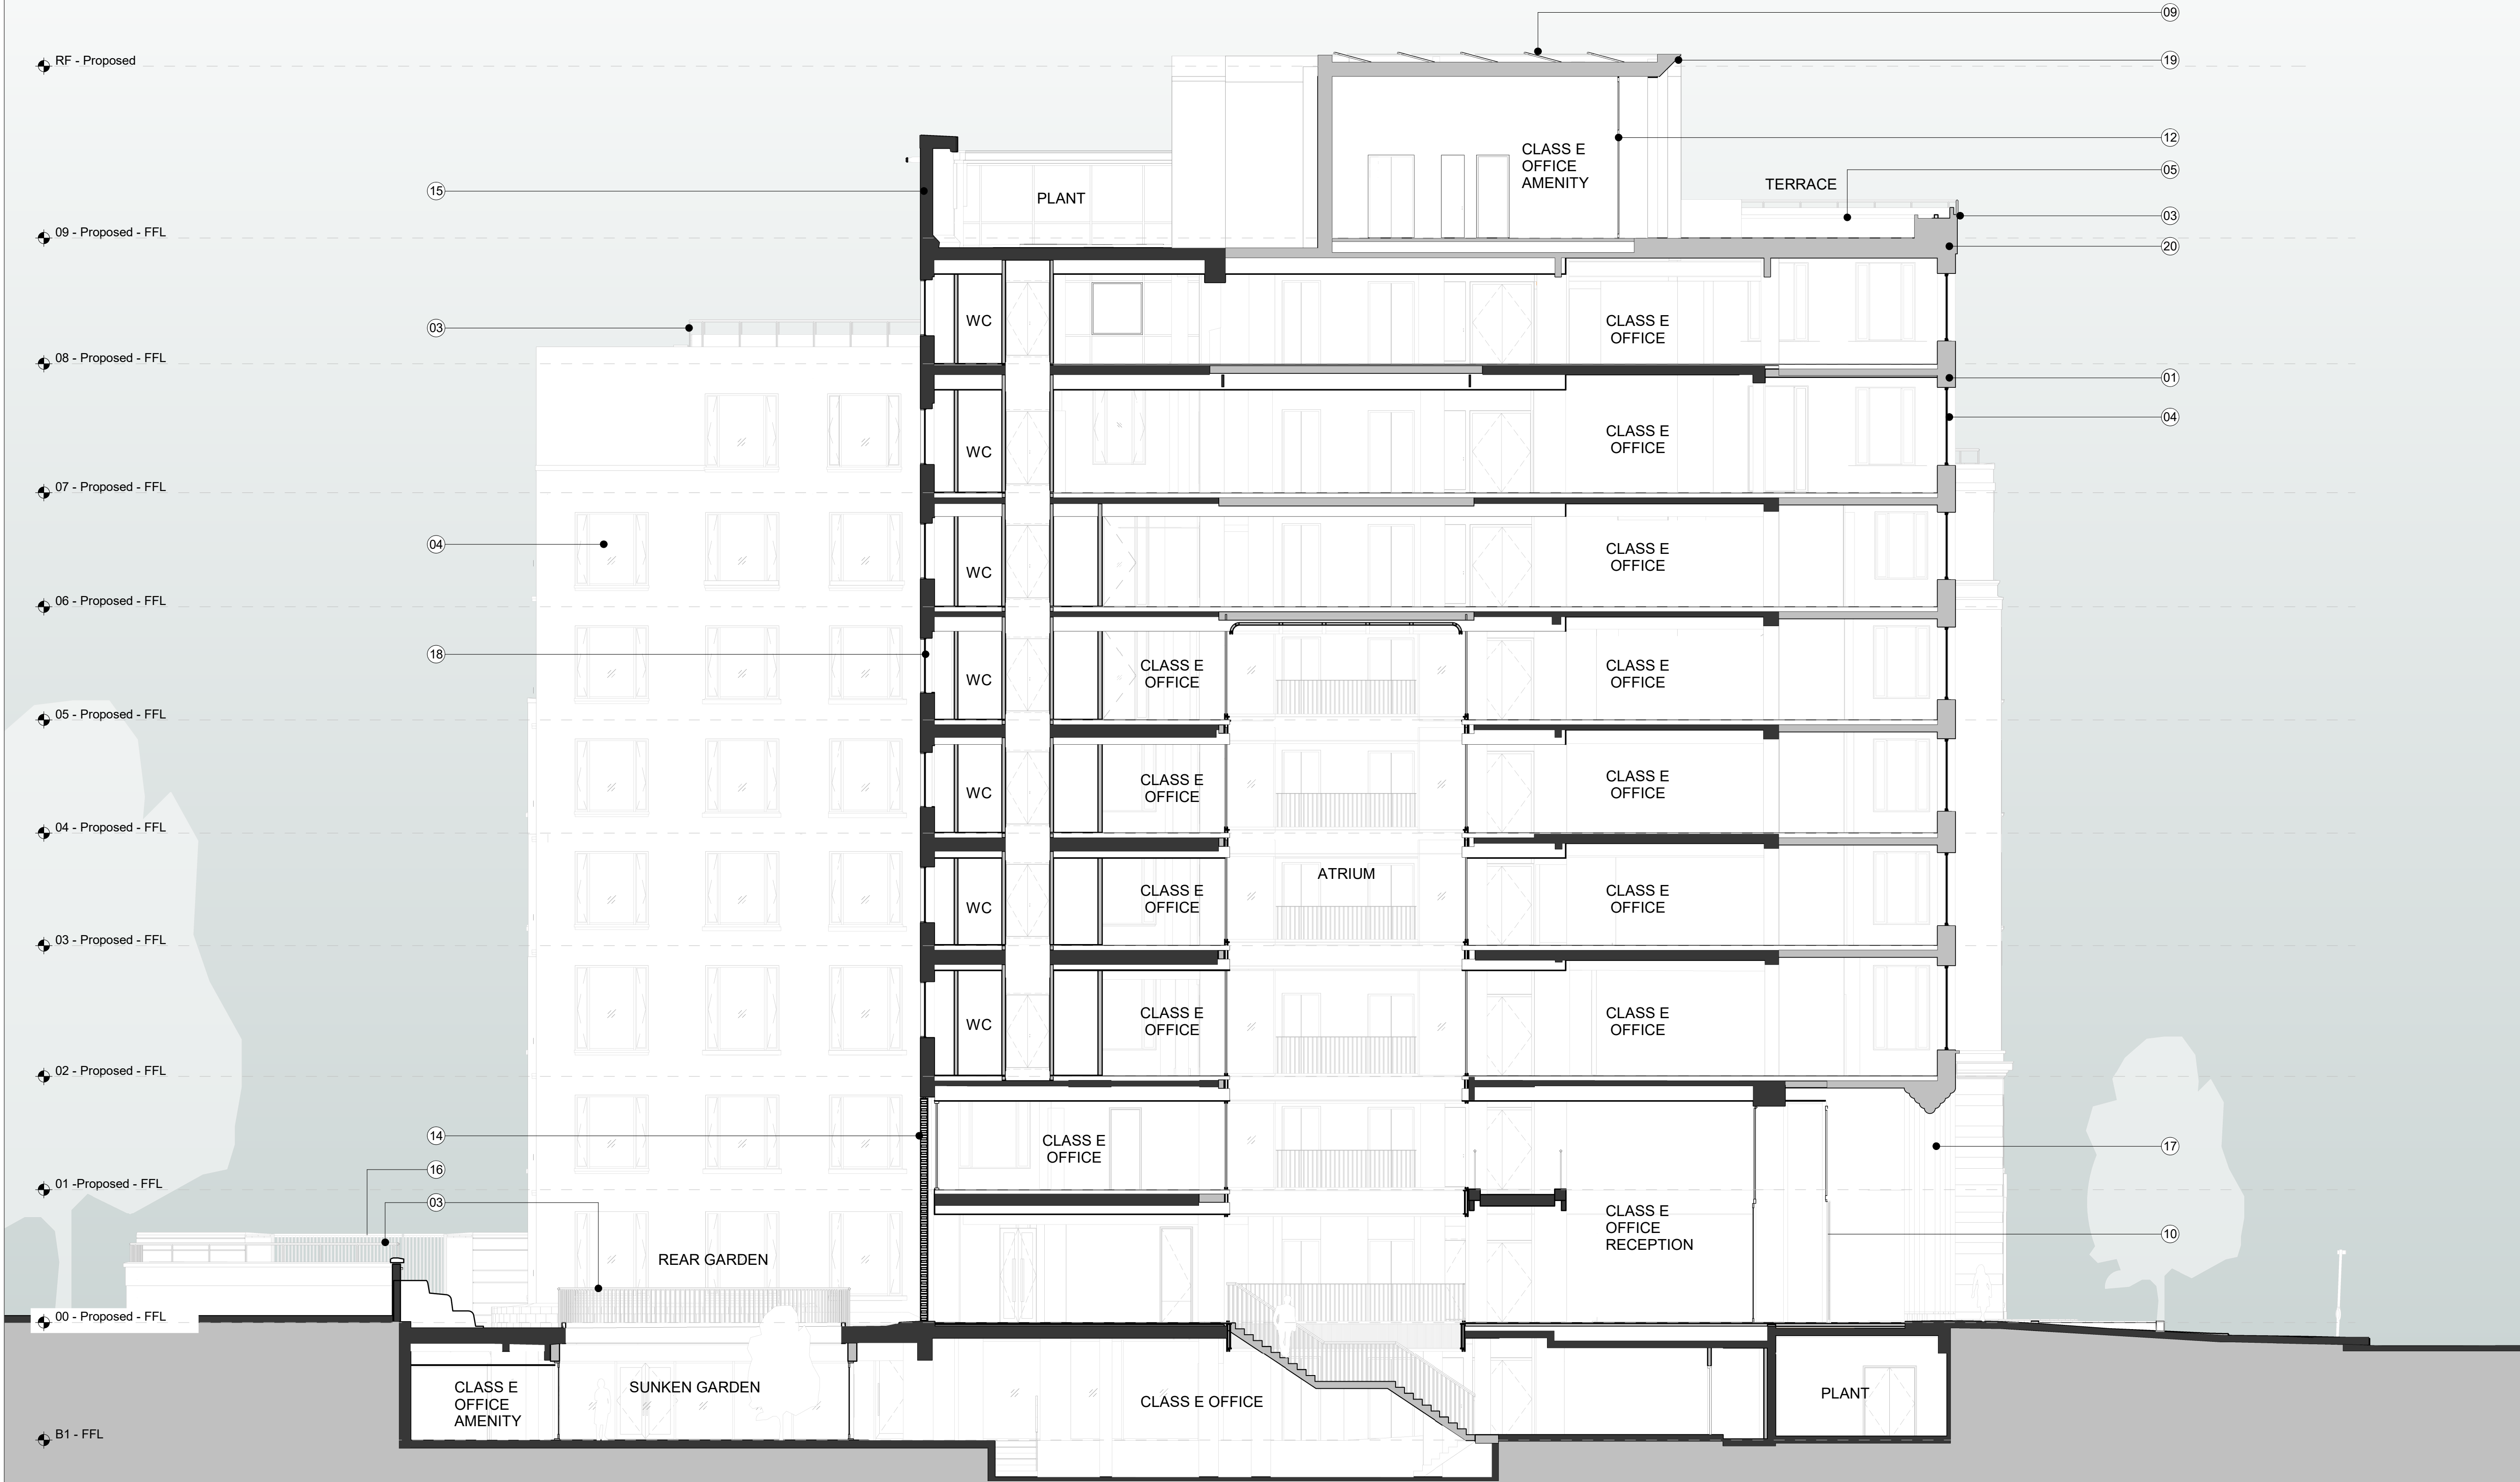 09
RF - Proposed
19
12
CLASS E
OFFICE
AMENITY
05
TERRACE
15
PLANT
03
09 - Proposed - FFL
20
WC
CLASS E
OFFICE
03
08 - Proposed - FFL
01
04
WC
CLASS E
OFFICE
07 - Proposed - FFL
04
WC
CLASS E
OFFICE
06 - Proposed - FFL
18
WC
CLASS E
OFFICE
CLASS E
OFFICE
05 - Proposed - FFL
WC
CLASS E
OFFICE
CLASS E
OFFICE
04 - Proposed - FFL
ATRIUM
WC
CLASS E
OFFICE
CLASS E
OFFICE
03 - Proposed - FFL
WC
CLASS E
OFFICE
CLASS E
OFFICE
02 - Proposed - FFL
14
CLASS E
OFFICE
17
16
01 -Proposed - FFL
03
CLASS E
OFFICE
RECEPTION
10
REAR GARDEN
00 - Proposed - FFL
CLASS E
OFFICE
AMENITY
SUNKEN GARDEN
CLASS E OFFICE
PLANT
B1 - FFL